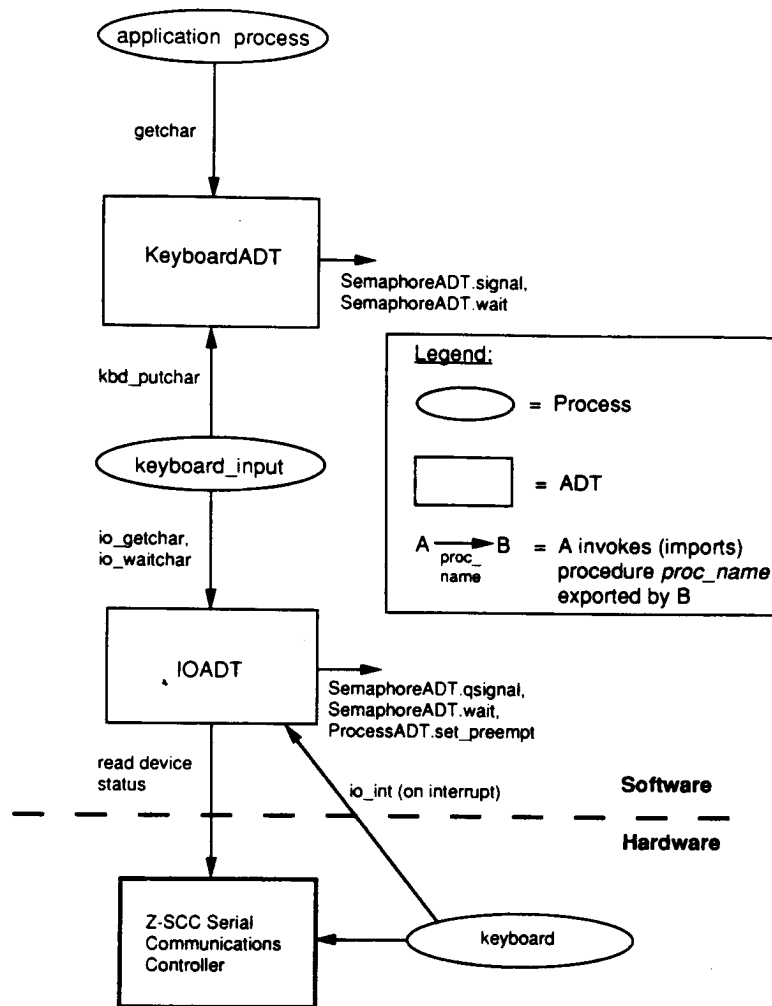 application process
getchar
KeyboardADT
SemaphoreADT.signal,
SemaphoreADT.wait
kbd_putchar
Legend:
= Process
= ADT
A B = A invokes (imports)
proc_
name
procedure proc_name
exported by B
keyboard_input
io_getchar,
io_waitchar
IOADT
SemaphoreADT.qsignal,
SemaphoreADT.wait,
ProcessADT.set_preempt
read device
status
io_int (on interrupt)
Software
Hardware
Z-SCC Serial
Communications
Controller
keyboard